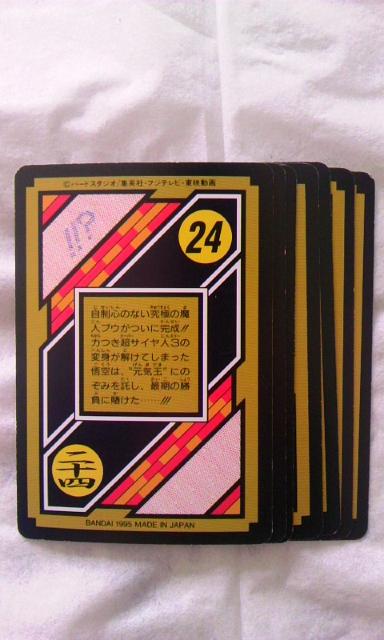 ©バードスタジオ/集英社・フジテレビ・東映動画
!!?
24
自制心のない究極の魔
人ブウがついに完成!!
力つき超サイヤ人3の
変身が解けてしまった
悟空は、“元気玉”にの
ぞみを託し、最期の勝
負に賭けた……!!!
二十四
BANDAI 1995 MADE IN JAPAN